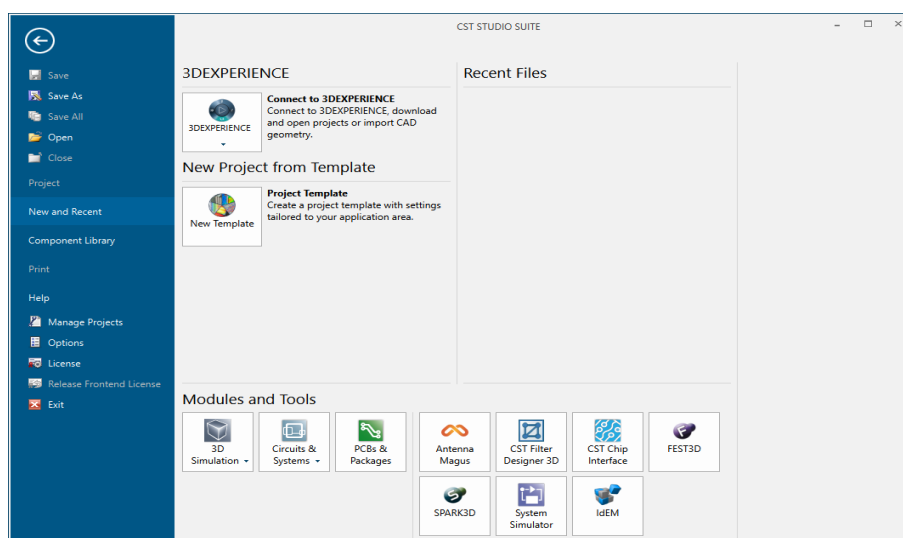 CST STUDIO SUITE
Save
Save As
Save All
Open
Close
Project
New and Recent
Component Library
Print
Help
Manage Projects
Options
License
Release Frontend License
Exit
3DEXPERIENCE
3DEXPERIENCE
Connect to 3DEXPERIENCE
Connect to 3DEXPERIENCE, download
and open projects or import CAD
geometry.
New Project from Template
New Template
Project Template
Create a project template with settings
tailored to your application area.
Recent Files
Modules and Tools
3D
Simulation
Circuits &
Systems
PCBs &
Packages
Antenna
Magus
CST Filter
Designer 3D
CST Chip
Interface
FEST3D
SPARK3D
System
Simulator
IdEM